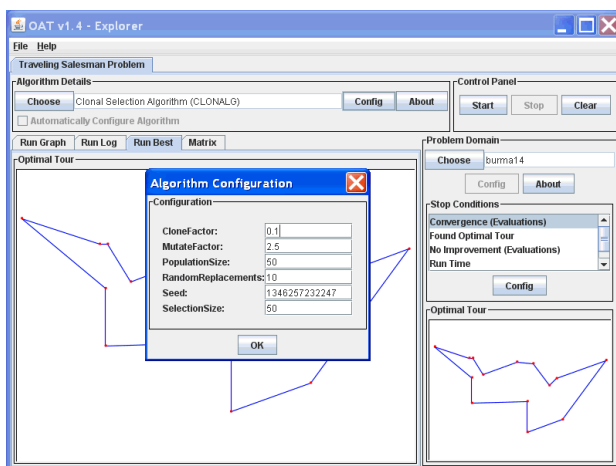 OAT v1.4 - Explorer
File Help
Traveling Salesman Problem
Algorithm Details
Choose Clonal Selection Algorithm (CLONALG) Config About
Automatically Configure Algorithm
Control Panel
Start Stop Clear
Run Graph Run Log Run Best Matrix
Optimal Tour
Problem Domain
Choose burma14
Config About
Stop Conditions
Convergence (Evaluations)
Found Optimal Tour
No Improvement (Evaluations)
Run Time
Config
Optimal Tour
Algorithm Configuration
Configuration
CloneFactor: 0.1
MutateFactor: 2.5
PopulationSize: 50
RandomReplacements: 10
Seed: 1346257232247
SelectionSize: 50
OK